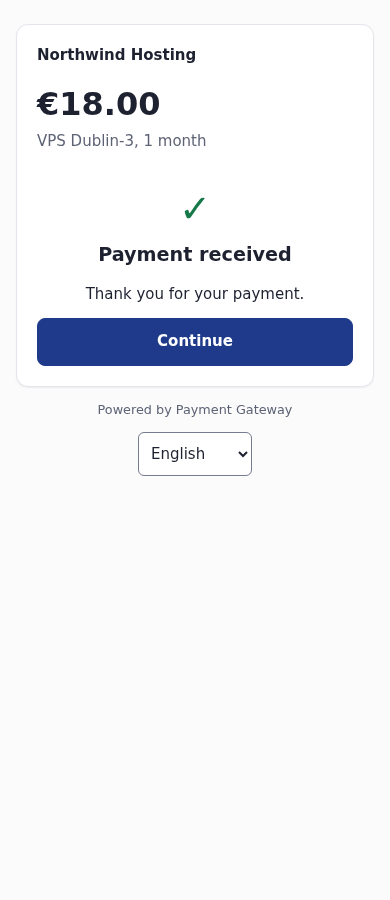 Northwind Hosting
€18.00
VPS Dublin-3, 1 month
✓
Payment received
Thank you for your payment.
Continue
Powered by Payment Gateway
English